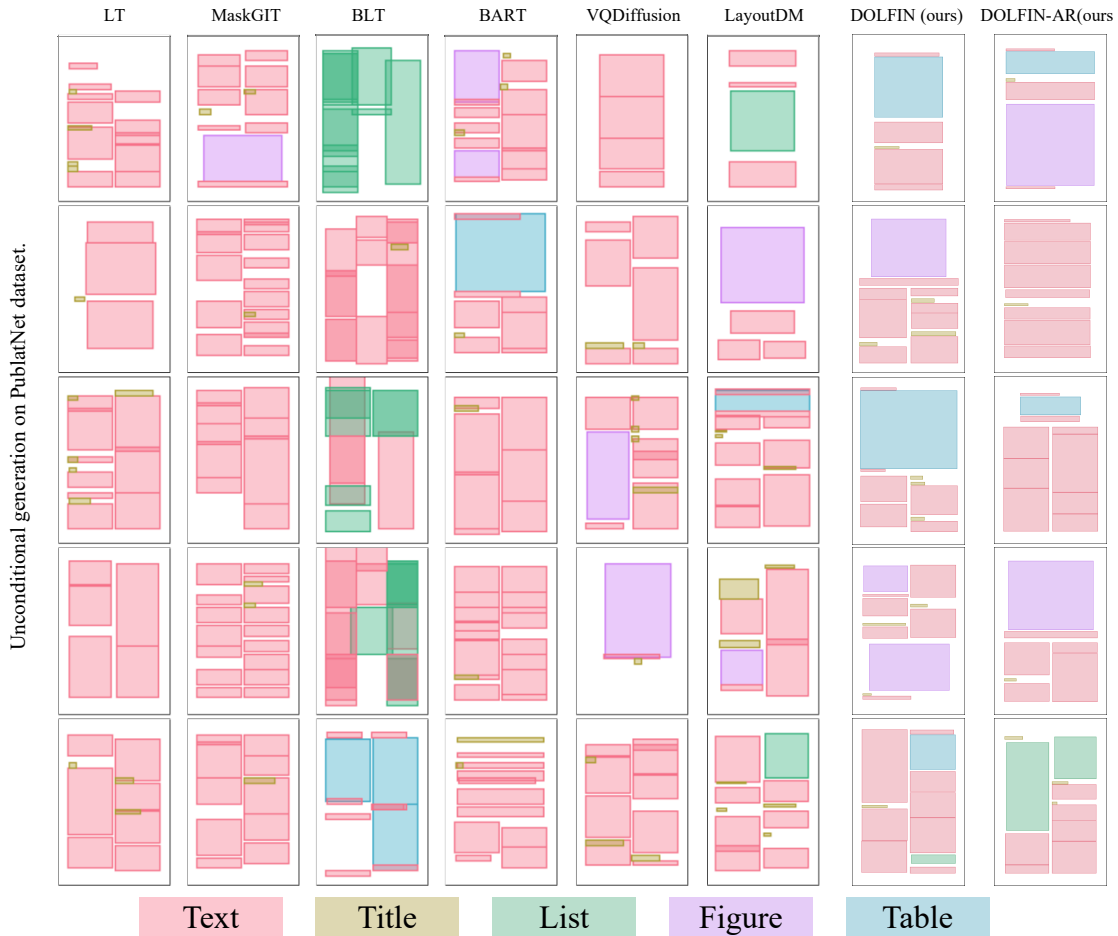 LT MaskGIT BLT BART VQDiffusion LayoutDM DOLFIN (ours) DOLFIN-AR(ours
Unconditional generation on PublatNet dataset.
Text Title List Figure Table